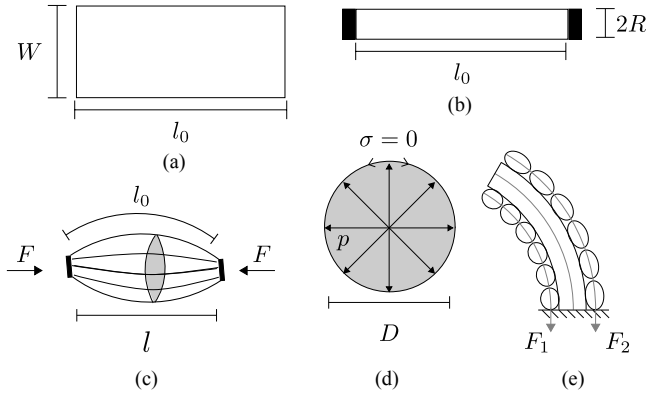 W
l₀
(a)
2R
l₀
(b)
l₀
F
F
l
(c)
σ = 0
p
D
(d)
F₁
F₂
(e)